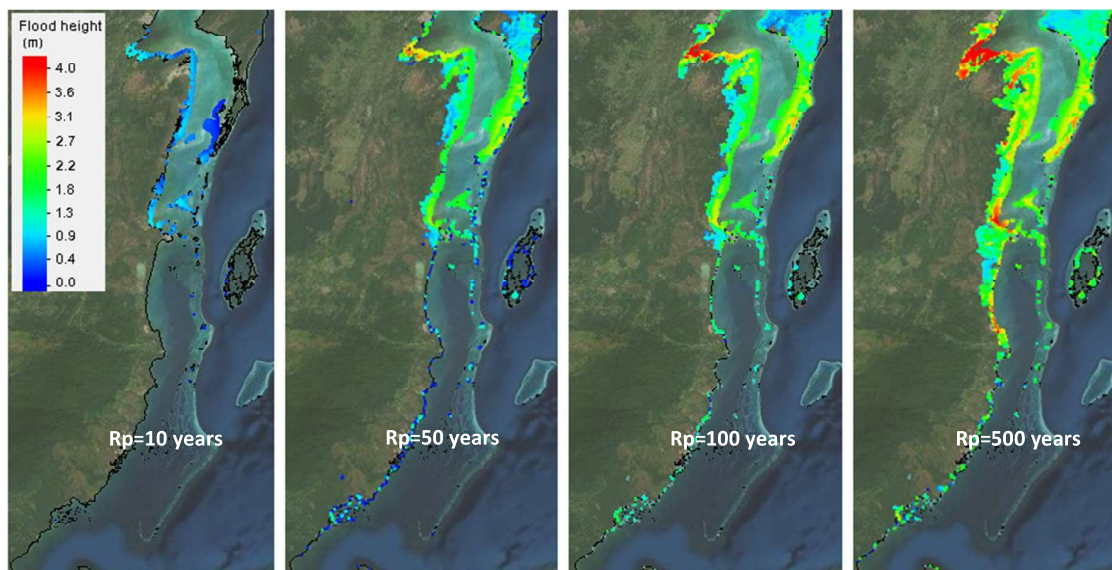 Flood height
(m)
4.0
3.6
3.1
2.7
2.2
1.8
1.3
0.9
0.4
0.0
Rp=10 years
Rp=50 years
Rp=100 years
Rp=500 years